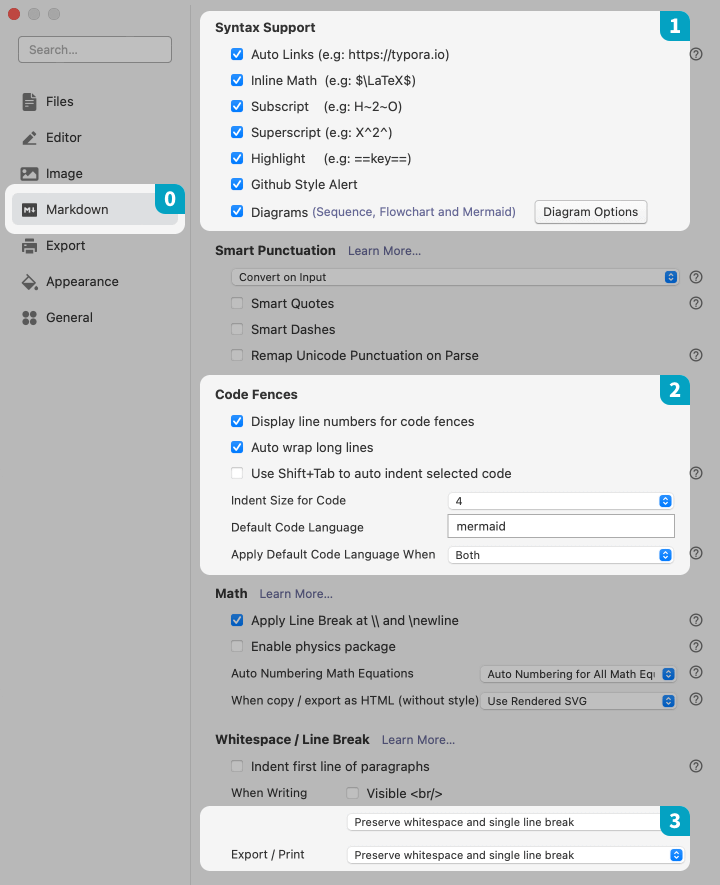 Search...
Files
Editor
Image
Markdown
0
Export
Appearance
General
Syntax Support
1
Auto Links (e.g: https://typora.io)
Inline Math (e.g: $\LaTeX$)
Subscript (e.g: H~2~O)
Superscript (e.g: X^2^)
Highlight (e.g: ==key==)
Github Style Alert
Diagrams (Sequence, Flowchart and Mermaid) Diagram Options
Smart Punctuation Learn More...
Convert on Input
Smart Quotes
Smart Dashes
Remap Unicode Punctuation on Parse
Code Fences
2
Display line numbers for code fences
Auto wrap long lines
Use Shift+Tab to auto indent selected code
Indent Size for Code 4
Default Code Language mermaid
Apply Default Code Language When Both
Math Learn More...
Apply Line Break at \\ and \newline
Enable physics package
Auto Numbering Math Equations Auto Numbering for All Math Eq
When copy / export as HTML (without style) Use Rendered SVG
Whitespace / Line Break Learn More...
Indent first line of paragraphs
When Writing Visible <br/>
Preserve whitespace and single line break
3
Export / Print Preserve whitespace and single line break